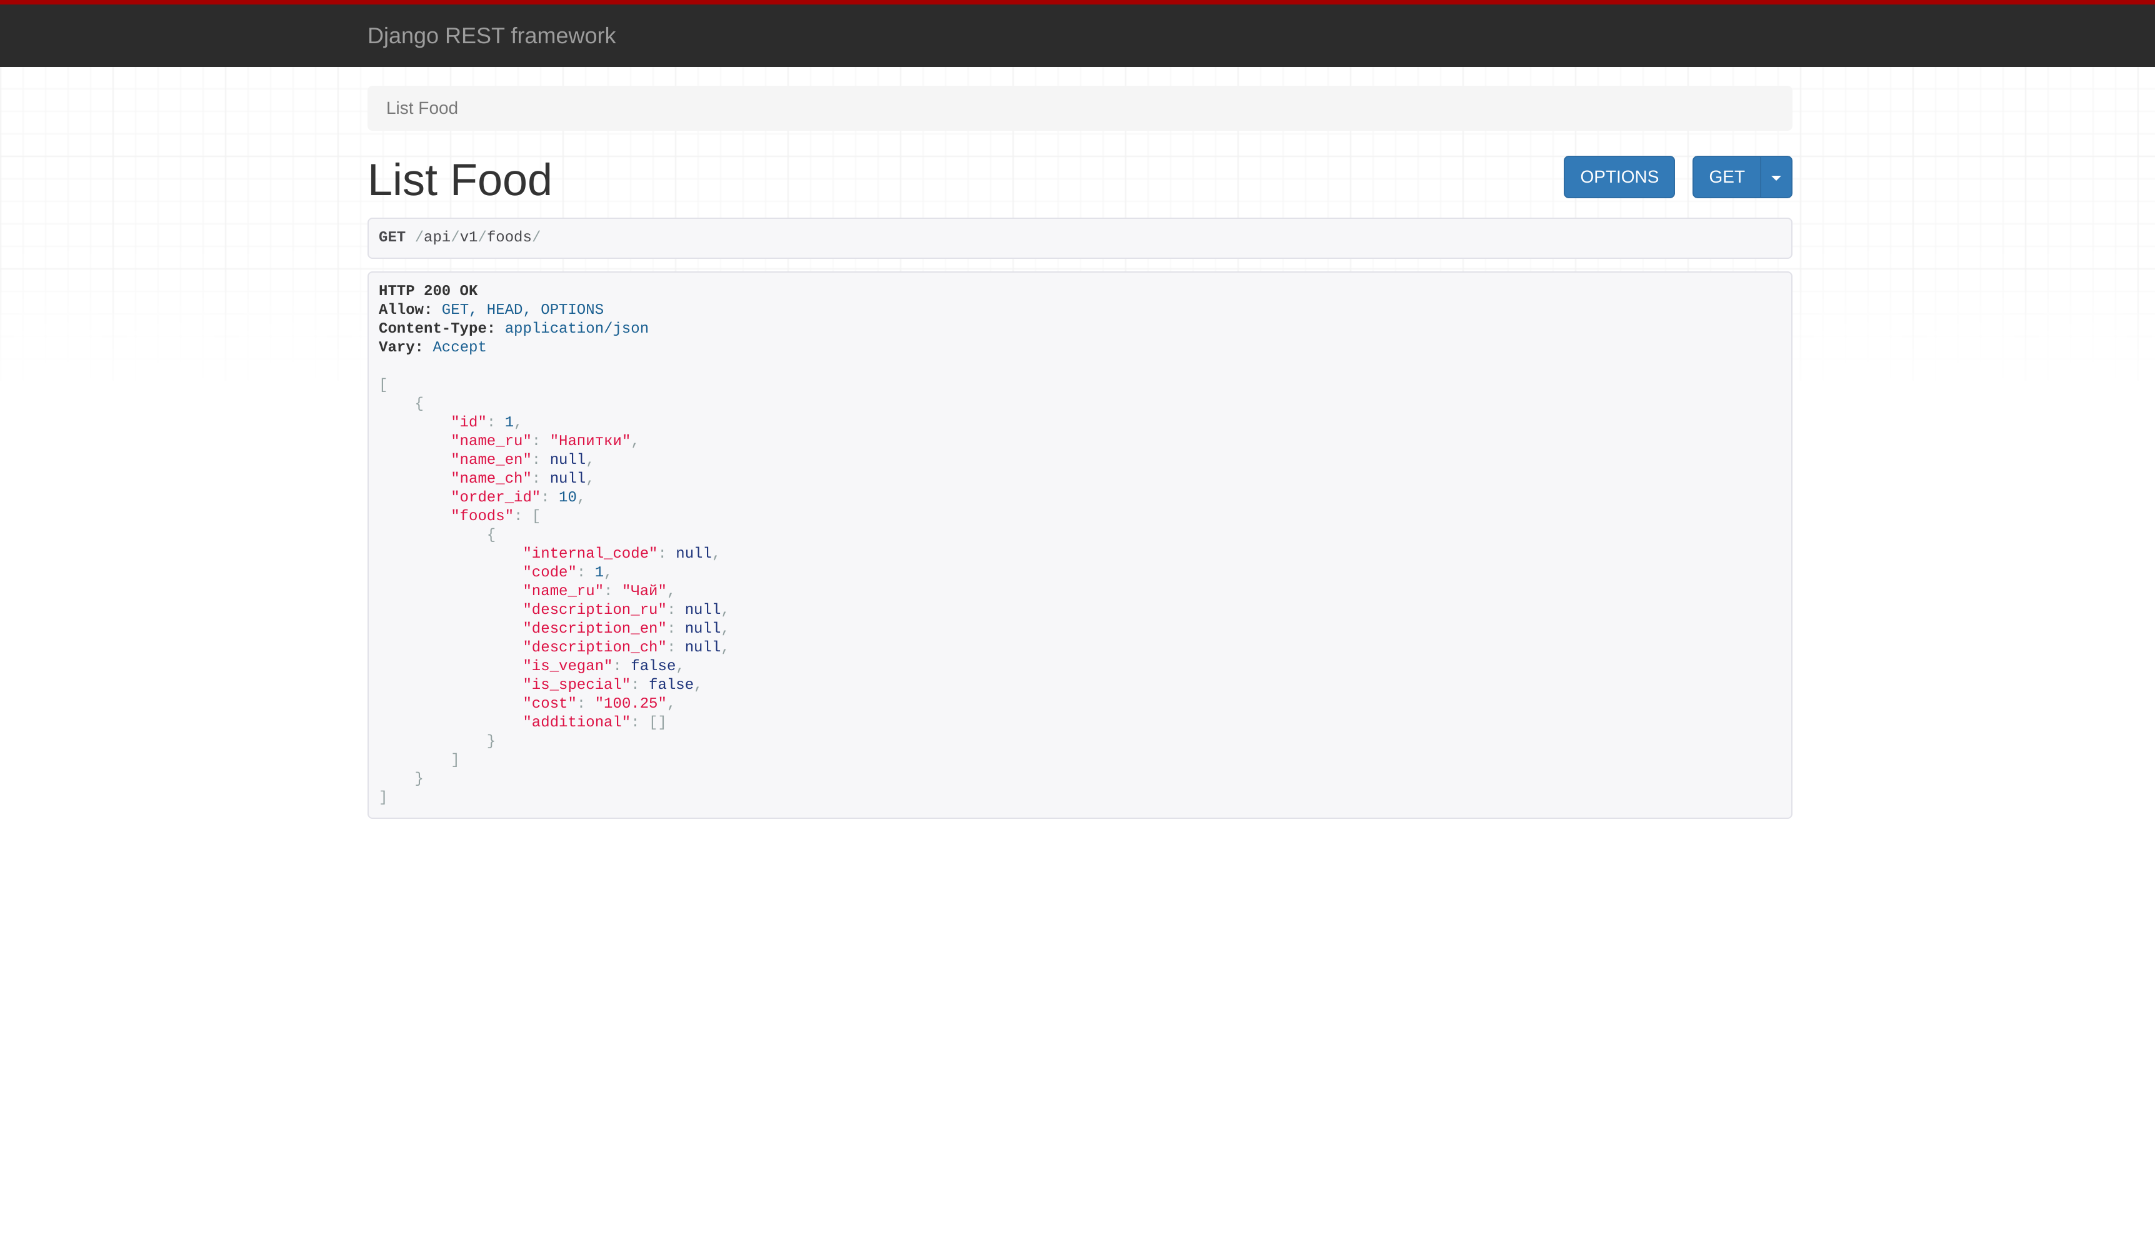 Django REST framework
List Food
List Food
OPTIONS
GET
GET /api/v1/foods/
HTTP 200 OK
Allow: GET, HEAD, OPTIONS
Content-Type: application/json
Vary: Accept
[
    {
        "id": 1,
        "name_ru": "Напитки",
        "name_en": null,
        "name_ch": null,
        "order_id": 10,
        "foods": [
            {
                "internal_code": null,
                "code": 1,
                "name_ru": "Чай",
                "description_ru": null,
                "description_en": null,
                "description_ch": null,
                "is_vegan": false,
                "is_special": false,
                "cost": "100.25",
                "additional": []
            }
        ]
    }
]